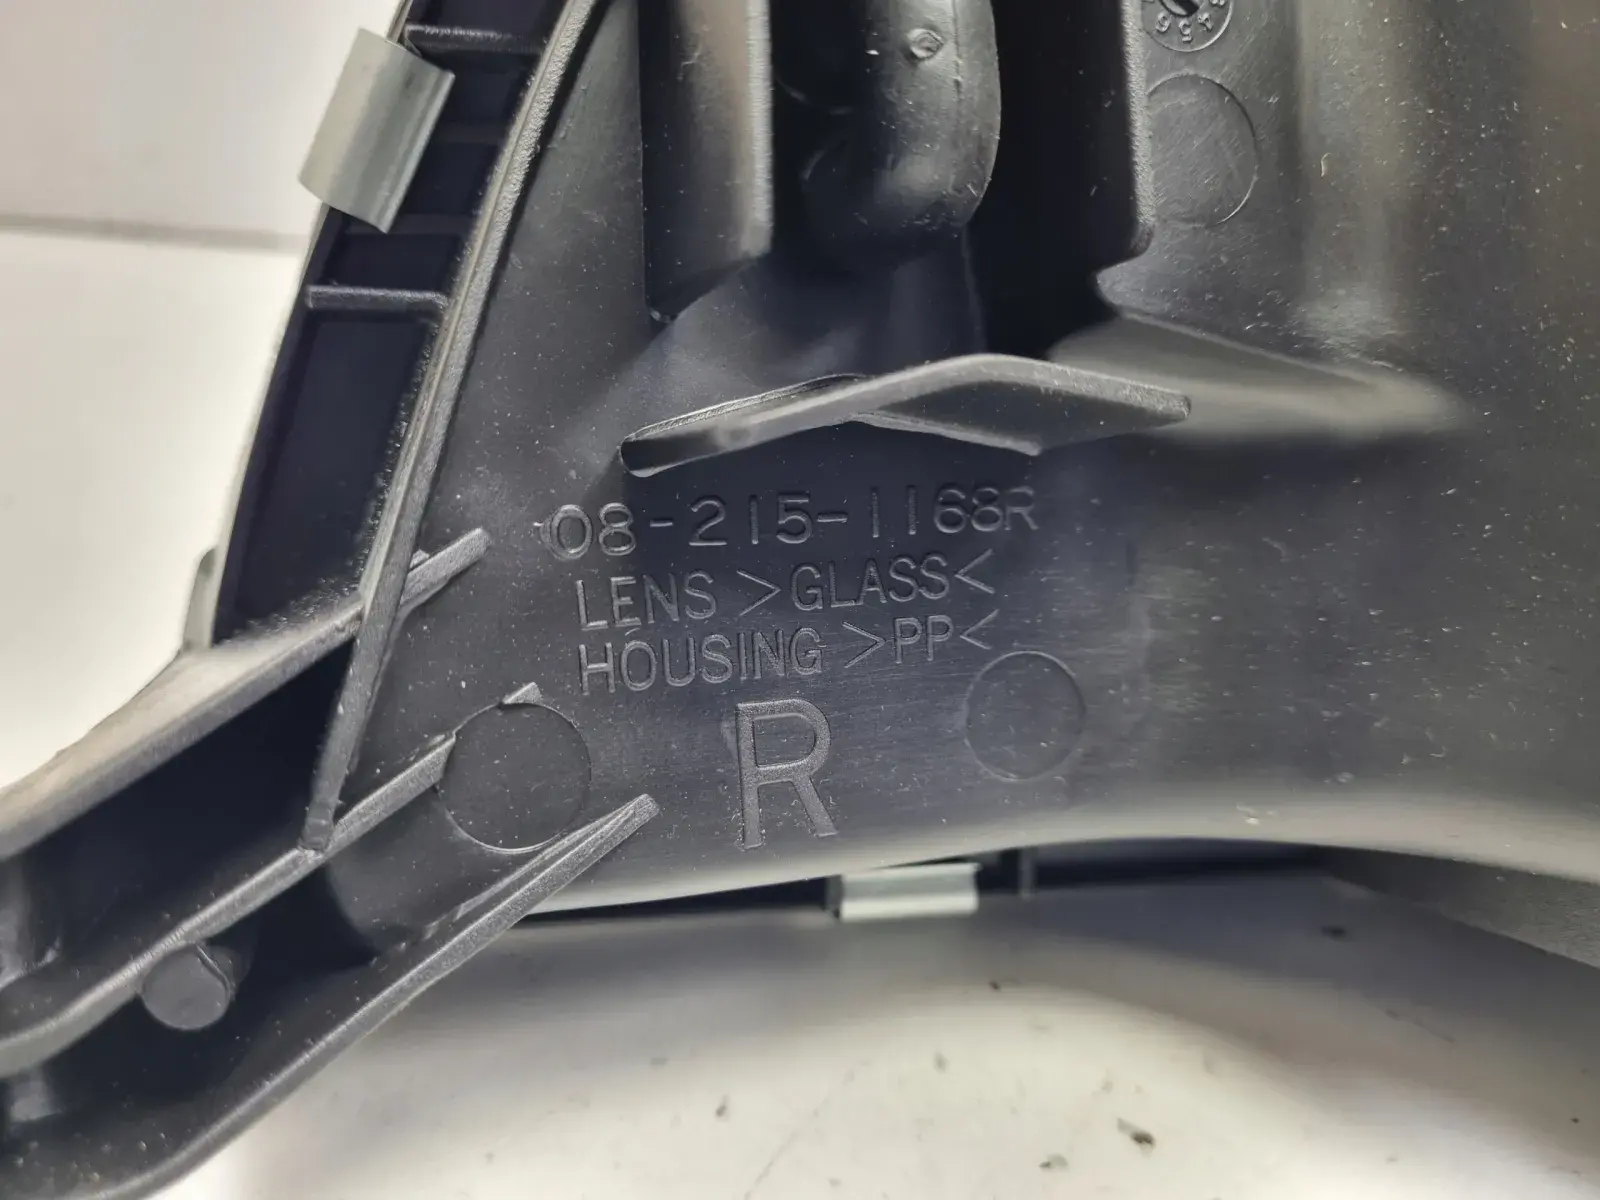 08-215-1168R
LENS >GLASS<
HOUSING >PP<
R